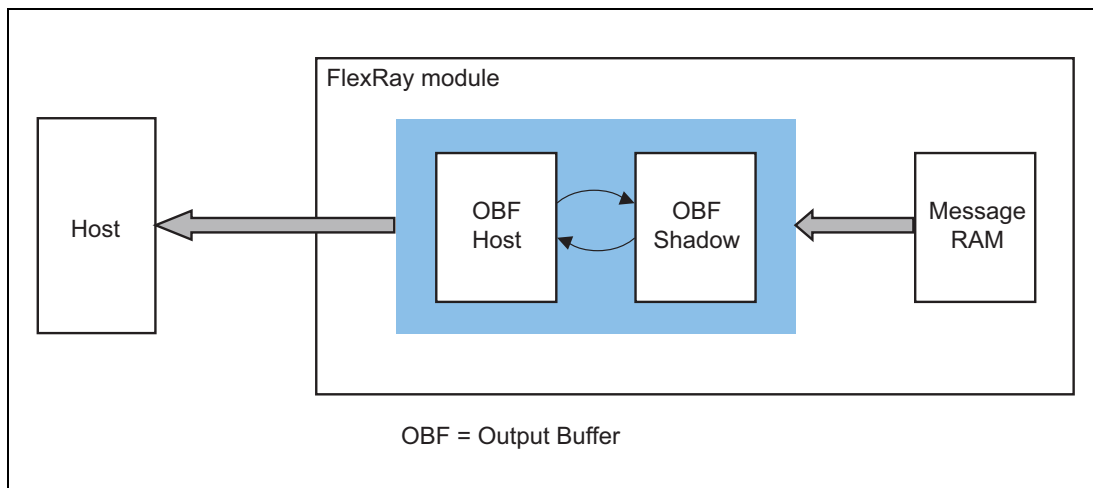 FlexRay module
Host
OBF
Host
OBF
Shadow
Message
RAM
OBF = Output Buffer